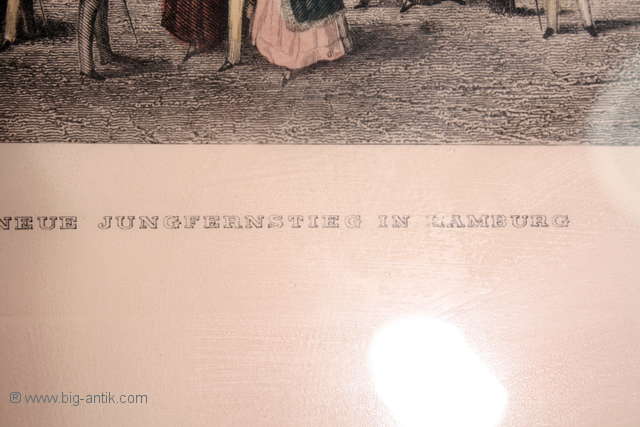 NEUE JUNGFERNSTIEG IN HAMBURG
® www.big-antik.com